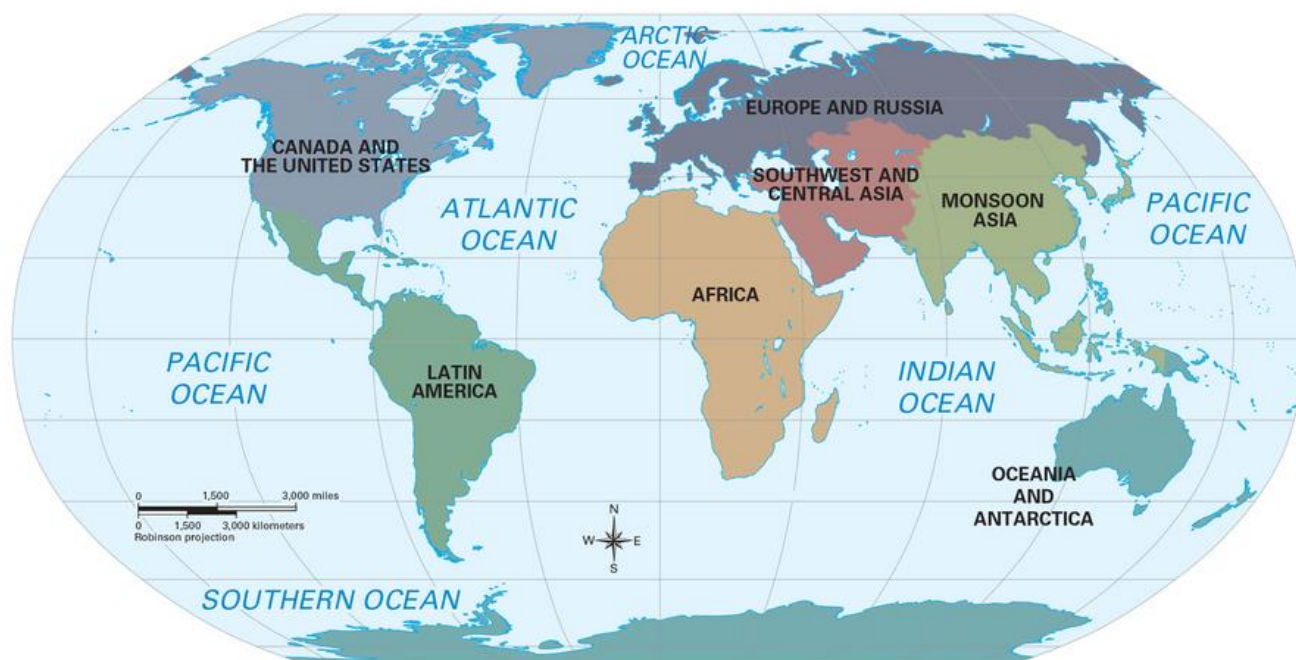 ARCTIC
OCEAN
EUROPE AND RUSSIA
CANADA AND
THE UNITED STATES
SOUTHWEST AND
CENTRAL ASIA
MONSOON
ASIA
ATLANTIC
OCEAN
PACIFIC
OCEAN
AFRICA
PACIFIC
OCEAN
LATIN
AMERICA
INDIAN
OCEAN
OCEANIA
AND
ANTARCTICA
0 1,500 3,000 miles
0 1,500 3,000 kilometers
Robinson projection
N
W E
S
SOUTHERN OCEAN